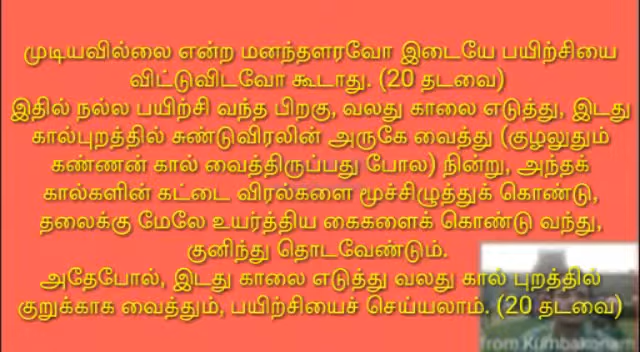 முடியவில்லை என்ற மனந்தளரவோ இடையே பயிற்சியை
விட்டுவிடவோ கூடாது. (20 தடவை)
இதில் நல்ல பயிற்சி வந்த பிறகு, வலது காலை எடுத்து, இடது
கால்புறத்தில் சுண்டுவிரலின் அருகே வைத்து (குழலுதும்
கண்ணன் கால் வைத்திருப்பது போல) நின்று, அந்தக்
கால்களின் கட்டை விரல்களை மூச்சிழுத்துக் கொண்டு,
தலைக்கு மேலே உயர்த்திய கைகளைக் கொண்டு வந்து,
குனிந்து தொடவேண்டும்.
அதேபோல், இடது காலை எடுத்து வலது கால் புறத்தில்
குறுக்காக வைத்தும், பயிற்சியைச் செய்யலாம். (20 தடவை)
from Kumbakonam